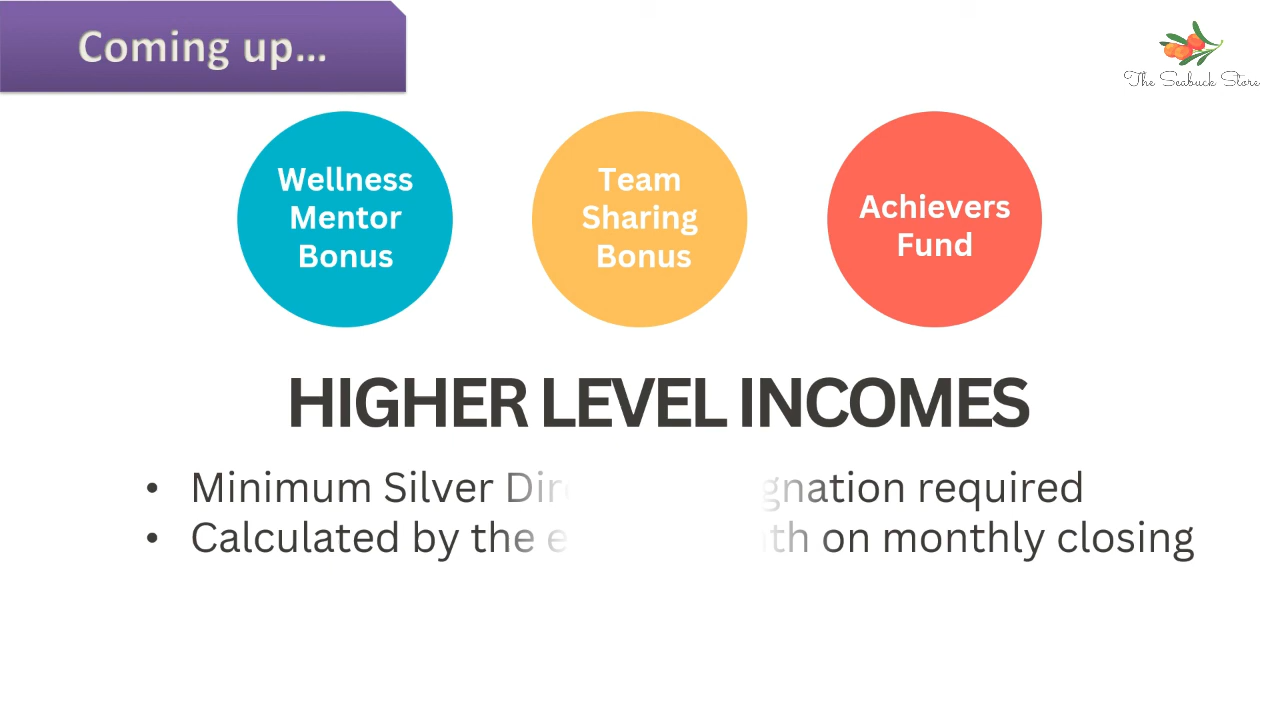 Coming up...
The Seabuck Store
Wellness
Mentor
Bonus
Team
Sharing
Bonus
Achievers
Fund
HIGHER LEVEL INCOMES
• Minimum Silver required
• Calculated by the on monthly closing